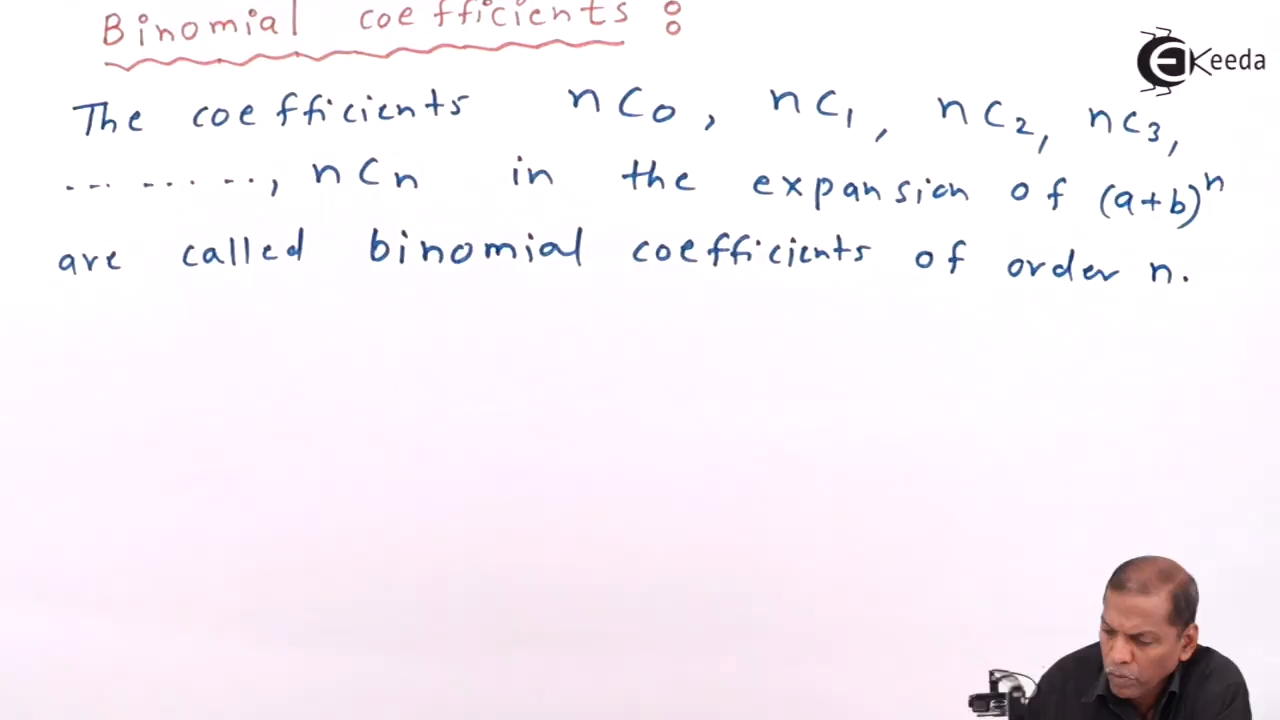 Binomial coefficients :
EKeeda
The coefficients nC₀, nC₁, nC₂, nC₃,
... ... ..., nCn in the expansion of (a+b)ⁿ
are called binomial coefficients of order n.